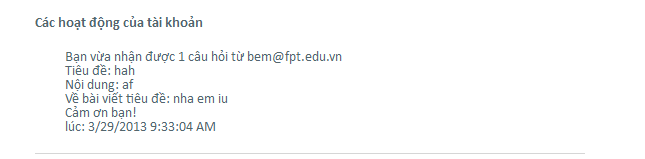 Các hoạt động của tài khoản
Bạn vừa nhận được 1 câu hỏi từ bem@fpt.edu.vn
Tiêu đề: hah
Nội dung: af
Về bài viết tiêu đề: nha em iu
Cảm ơn bạn!
lúc: 3/29/2013 9:33:04 AM